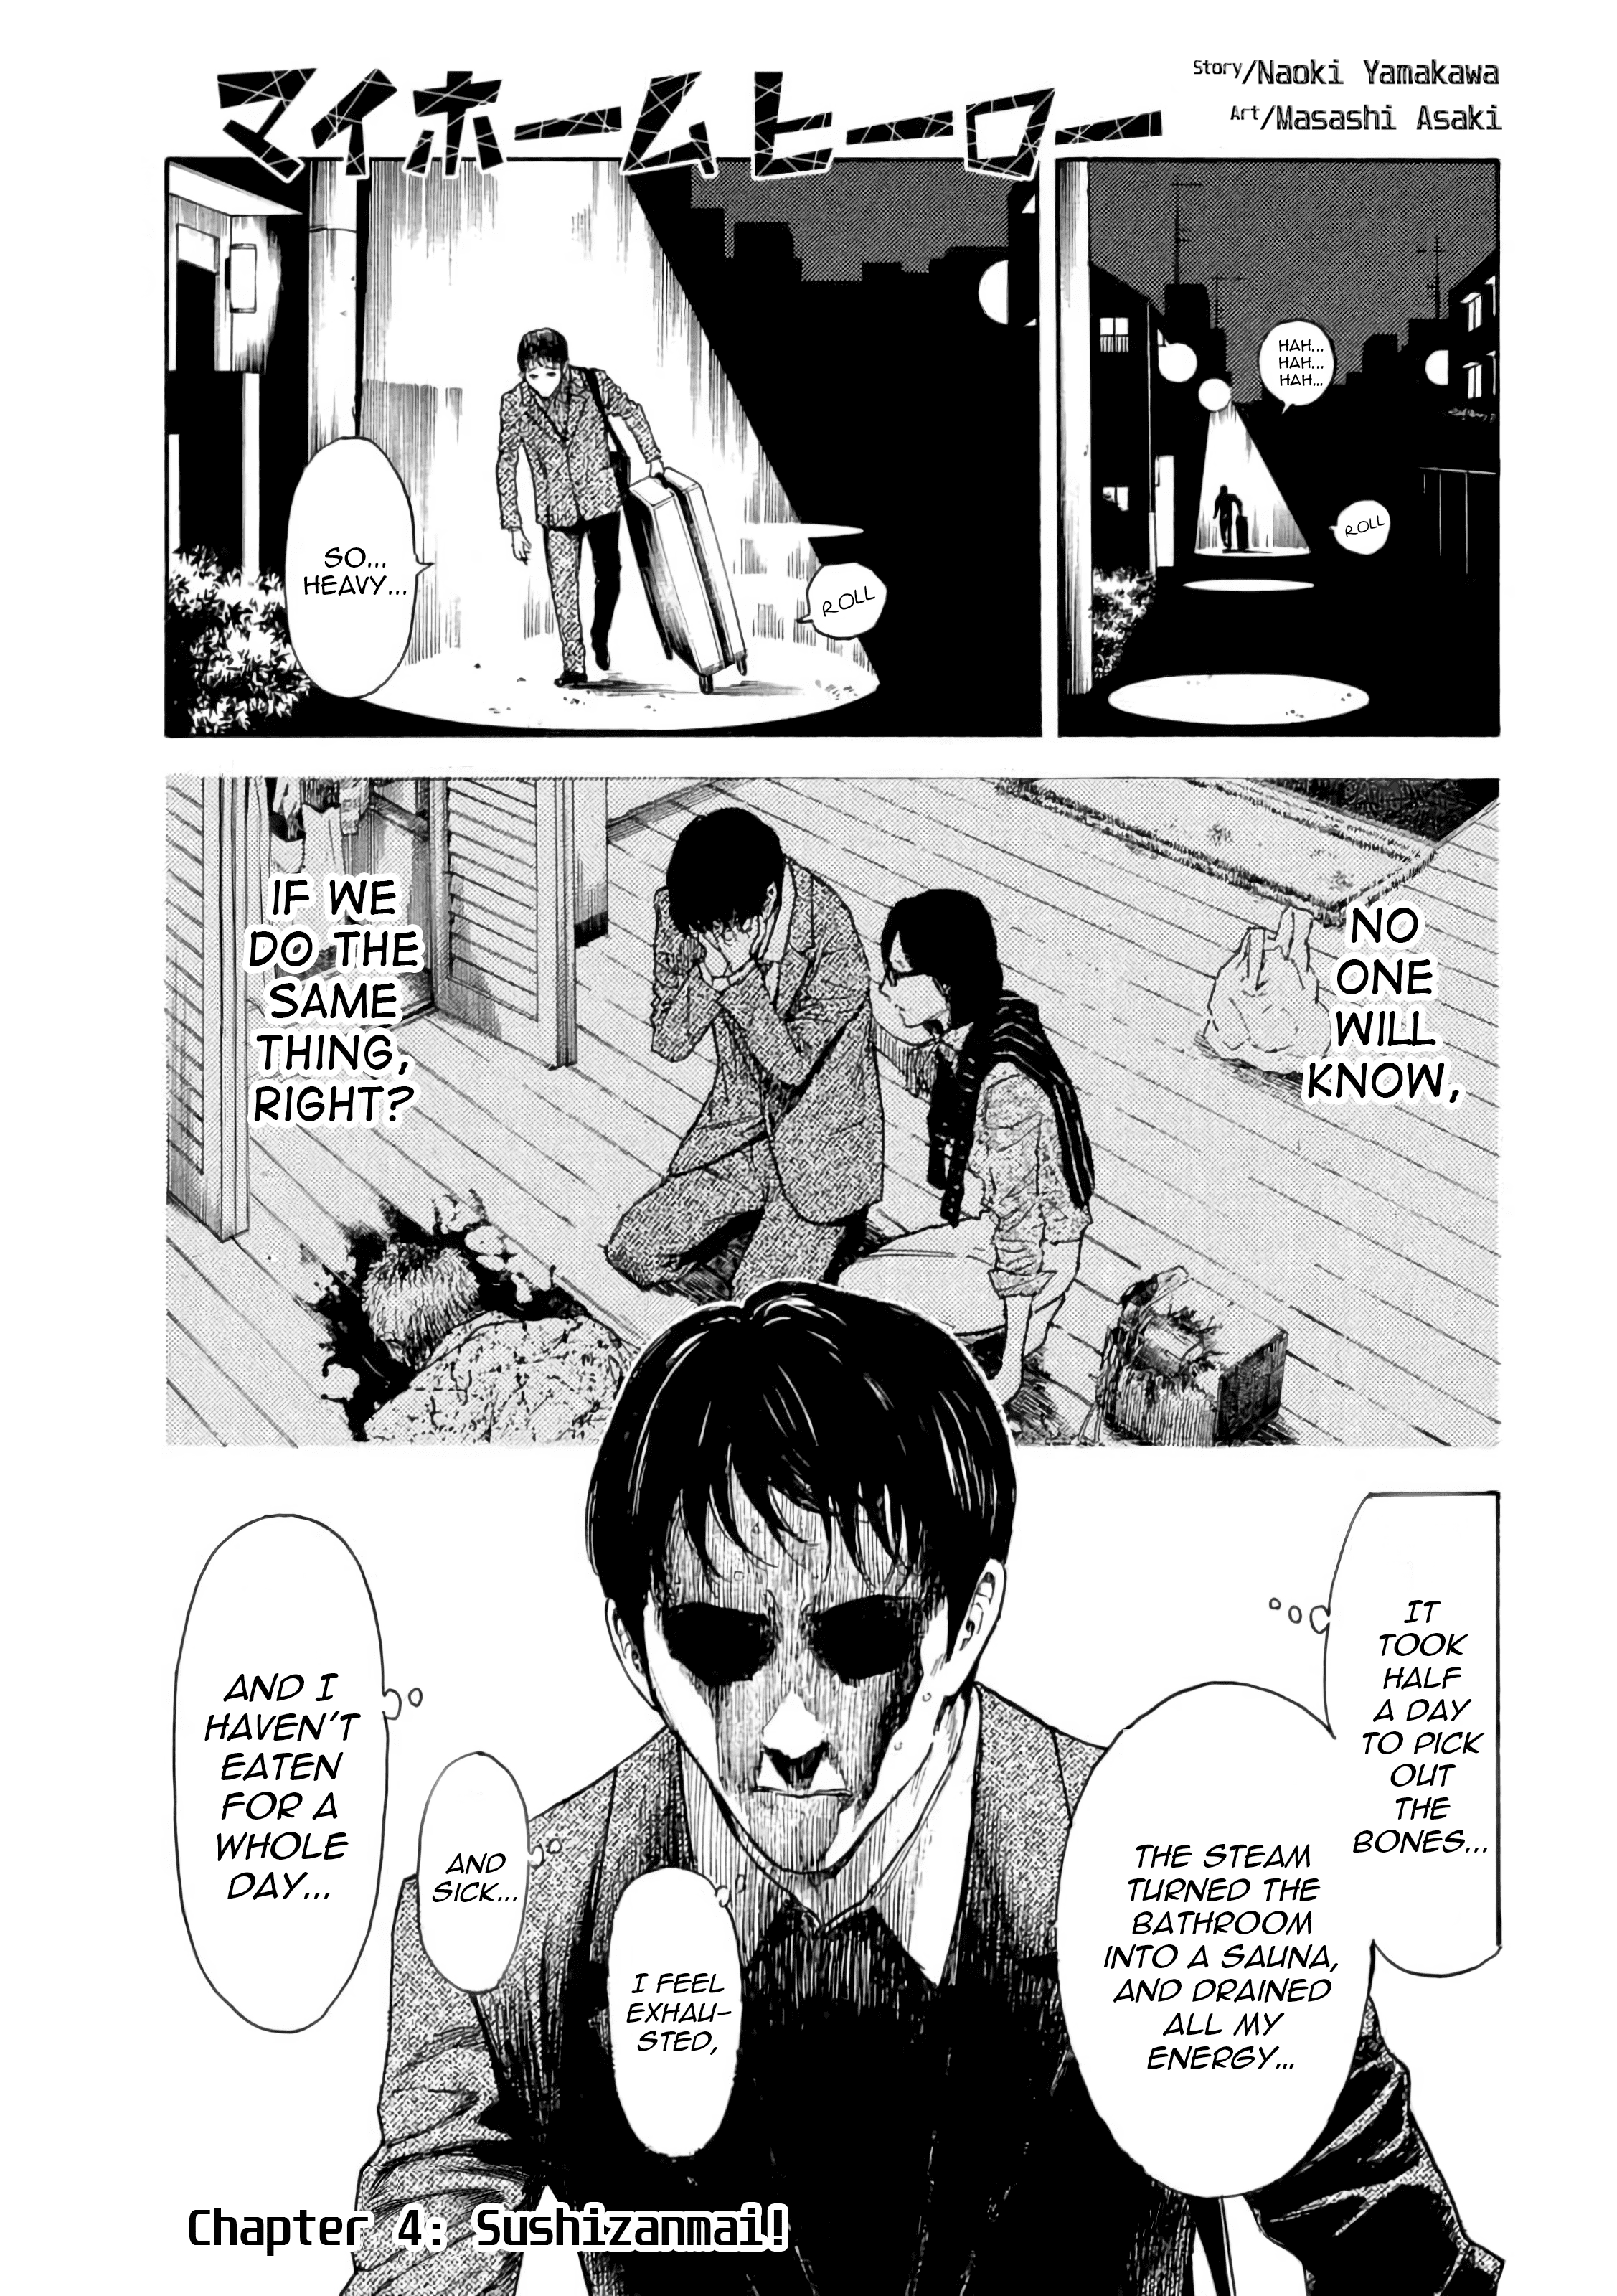 マイホームヒーロー
Story/Naoki Yamakawa
Art/Masashi Asaki
HAH...
HAH...
HAH...
ROLL
ROLL
SO...
HEAVY...
NO
ONE
WILL
KNOW,
IF WE
DO THE
SAME
THING,
RIGHT?
IT
TOOK
HALF
A DAY
TO PICK
OUT
THE
BONES...
THE STEAM
TURNED THE
BATHROOM
INTO A SAUNA,
AND DRAINED
ALL MY
ENERGY...
I FEEL
EXHAU-
STED,
AND
SICK...
AND I
HAVEN'T
EATEN
FOR A
WHOLE
DAY...
Chapter 4: Sushizanmai!